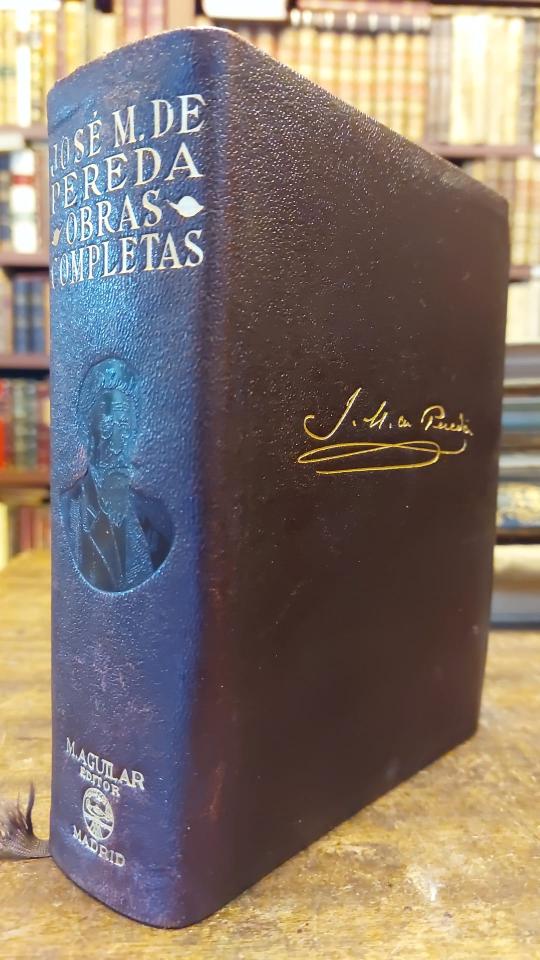 JOSÉ M. DE
PEREDA
OBRAS
COMPLETAS
J. M. de Pereda
M. AGUILAR
EDITOR
MADRID